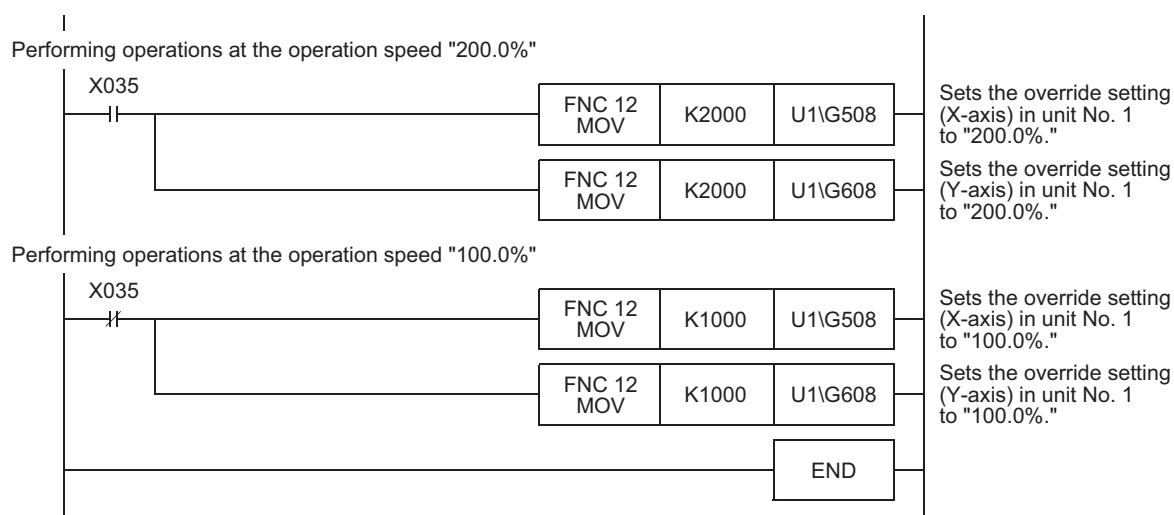 Performing operations at the operation speed "200.0%"
X035
FNC 12
MOV
K2000
U1\G508
Sets the override setting
(X-axis) in unit No. 1
to "200.0%."
FNC 12
MOV
K2000
U1\G608
Sets the override setting
(Y-axis) in unit No. 1
to "200.0%."
Performing operations at the operation speed "100.0%"
X035
FNC 12
MOV
K1000
U1\G508
Sets the override setting
(X-axis) in unit No. 1
to "100.0%."
FNC 12
MOV
K1000
U1\G608
Sets the override setting
(Y-axis) in unit No. 1
to "100.0%."
END